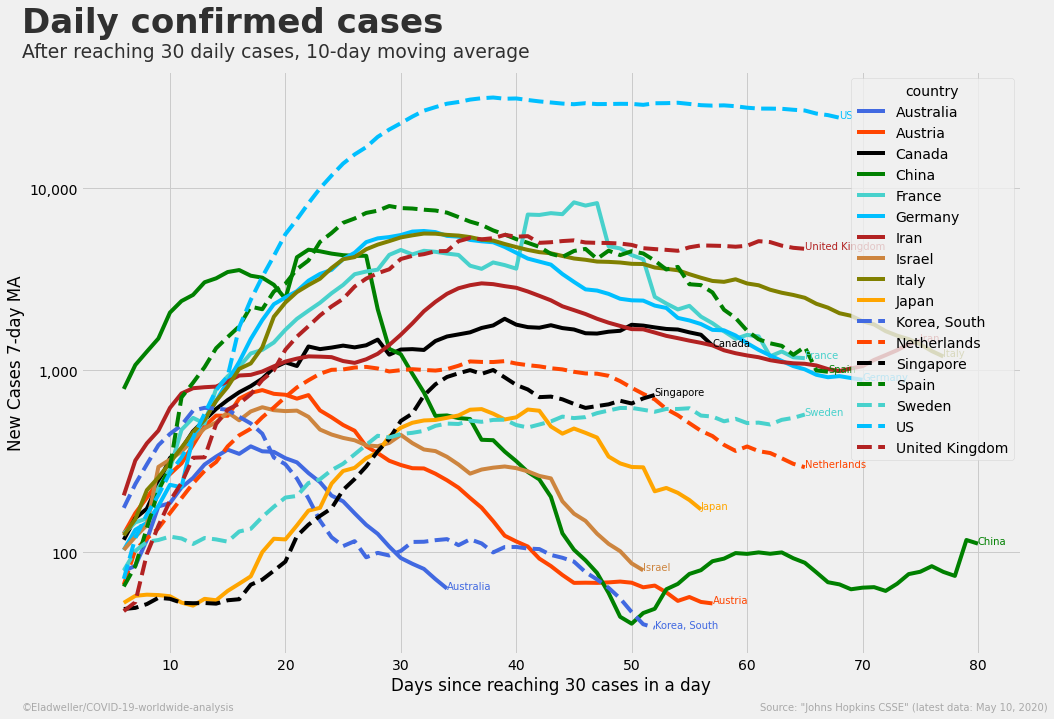 Daily confirmed cases
After reaching 30 daily cases, 10-day moving average
New Cases 7-day MA
10,000
1,000
100
10
20
30
40
50
60
70
80
Days since reaching 30 cases in a day
country
Australia
Austria
Canada
China
France
Germany
Iran
Israel
Italy
Japan
Korea, South
Netherlands
Singapore
Spain
Sweden
US
United Kingdom
US
United Kingdom
Canada
France
Spain
Germany
Italy
Singapore
Sweden
Netherlands
Japan
China
Israel
Australia
Austria
Korea, South
©Eladweller/COVID-19-worldwide-analysis
Source: "Johns Hopkins CSSE" (latest data: May 10, 2020)